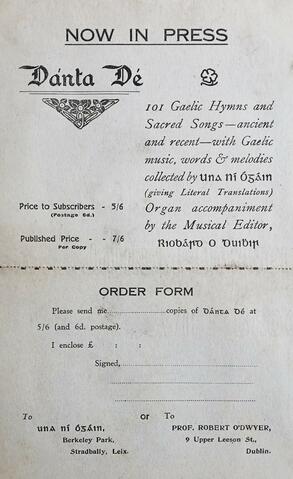 NOW IN PRESS
Dánta Dé
101 Gaelic Hymns and
Sacred Songs—ancient
and recent—with Gaelic
music, words & melodies
collected by una ní ógáin
(giving Literal Translations)
Organ accompaniment
by the Musical Editor,
Riobárd O Duibir
Price to Subscribers - 5/6
(Postage 6d.)
Published Price - - 7/6
Per Copy
ORDER FORM
Please send me....................copies of Dánta Dé at
5/6 (and 6d. postage).
I enclose £ : :
Signed,
To
una ní ógáin,
Berkeley Park,
Stradbally, Leix.
or
To
PROF. ROBERT O'DWYER,
9 Upper Leeson St.,
Dublin.